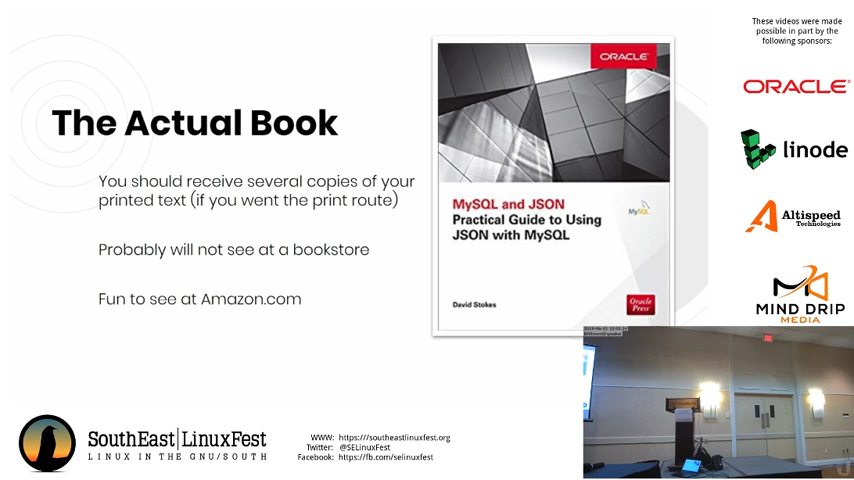 These videos were made
possible in part by the
following sponsors:
ORACLE
linode
Altispeed
Technologies
MIND DRIP
MEDIA
The Actual Book
You should receive several copies of your
printed text (if you went the print route)
Probably will not see at a bookstore
Fun to see at Amazon.com
ORACLE
MySQL and JSON
Practical Guide to Using
JSON with MySQL
MySQL
David Stokes
Oracle
Press
SouthEast|LinuxFest
LINUX IN THE GNU/SOUTH
WWW: https://southeastlinuxfest.org
Twitter: @SELinuxFest
Facebook: https://fb.com/selinuxfest